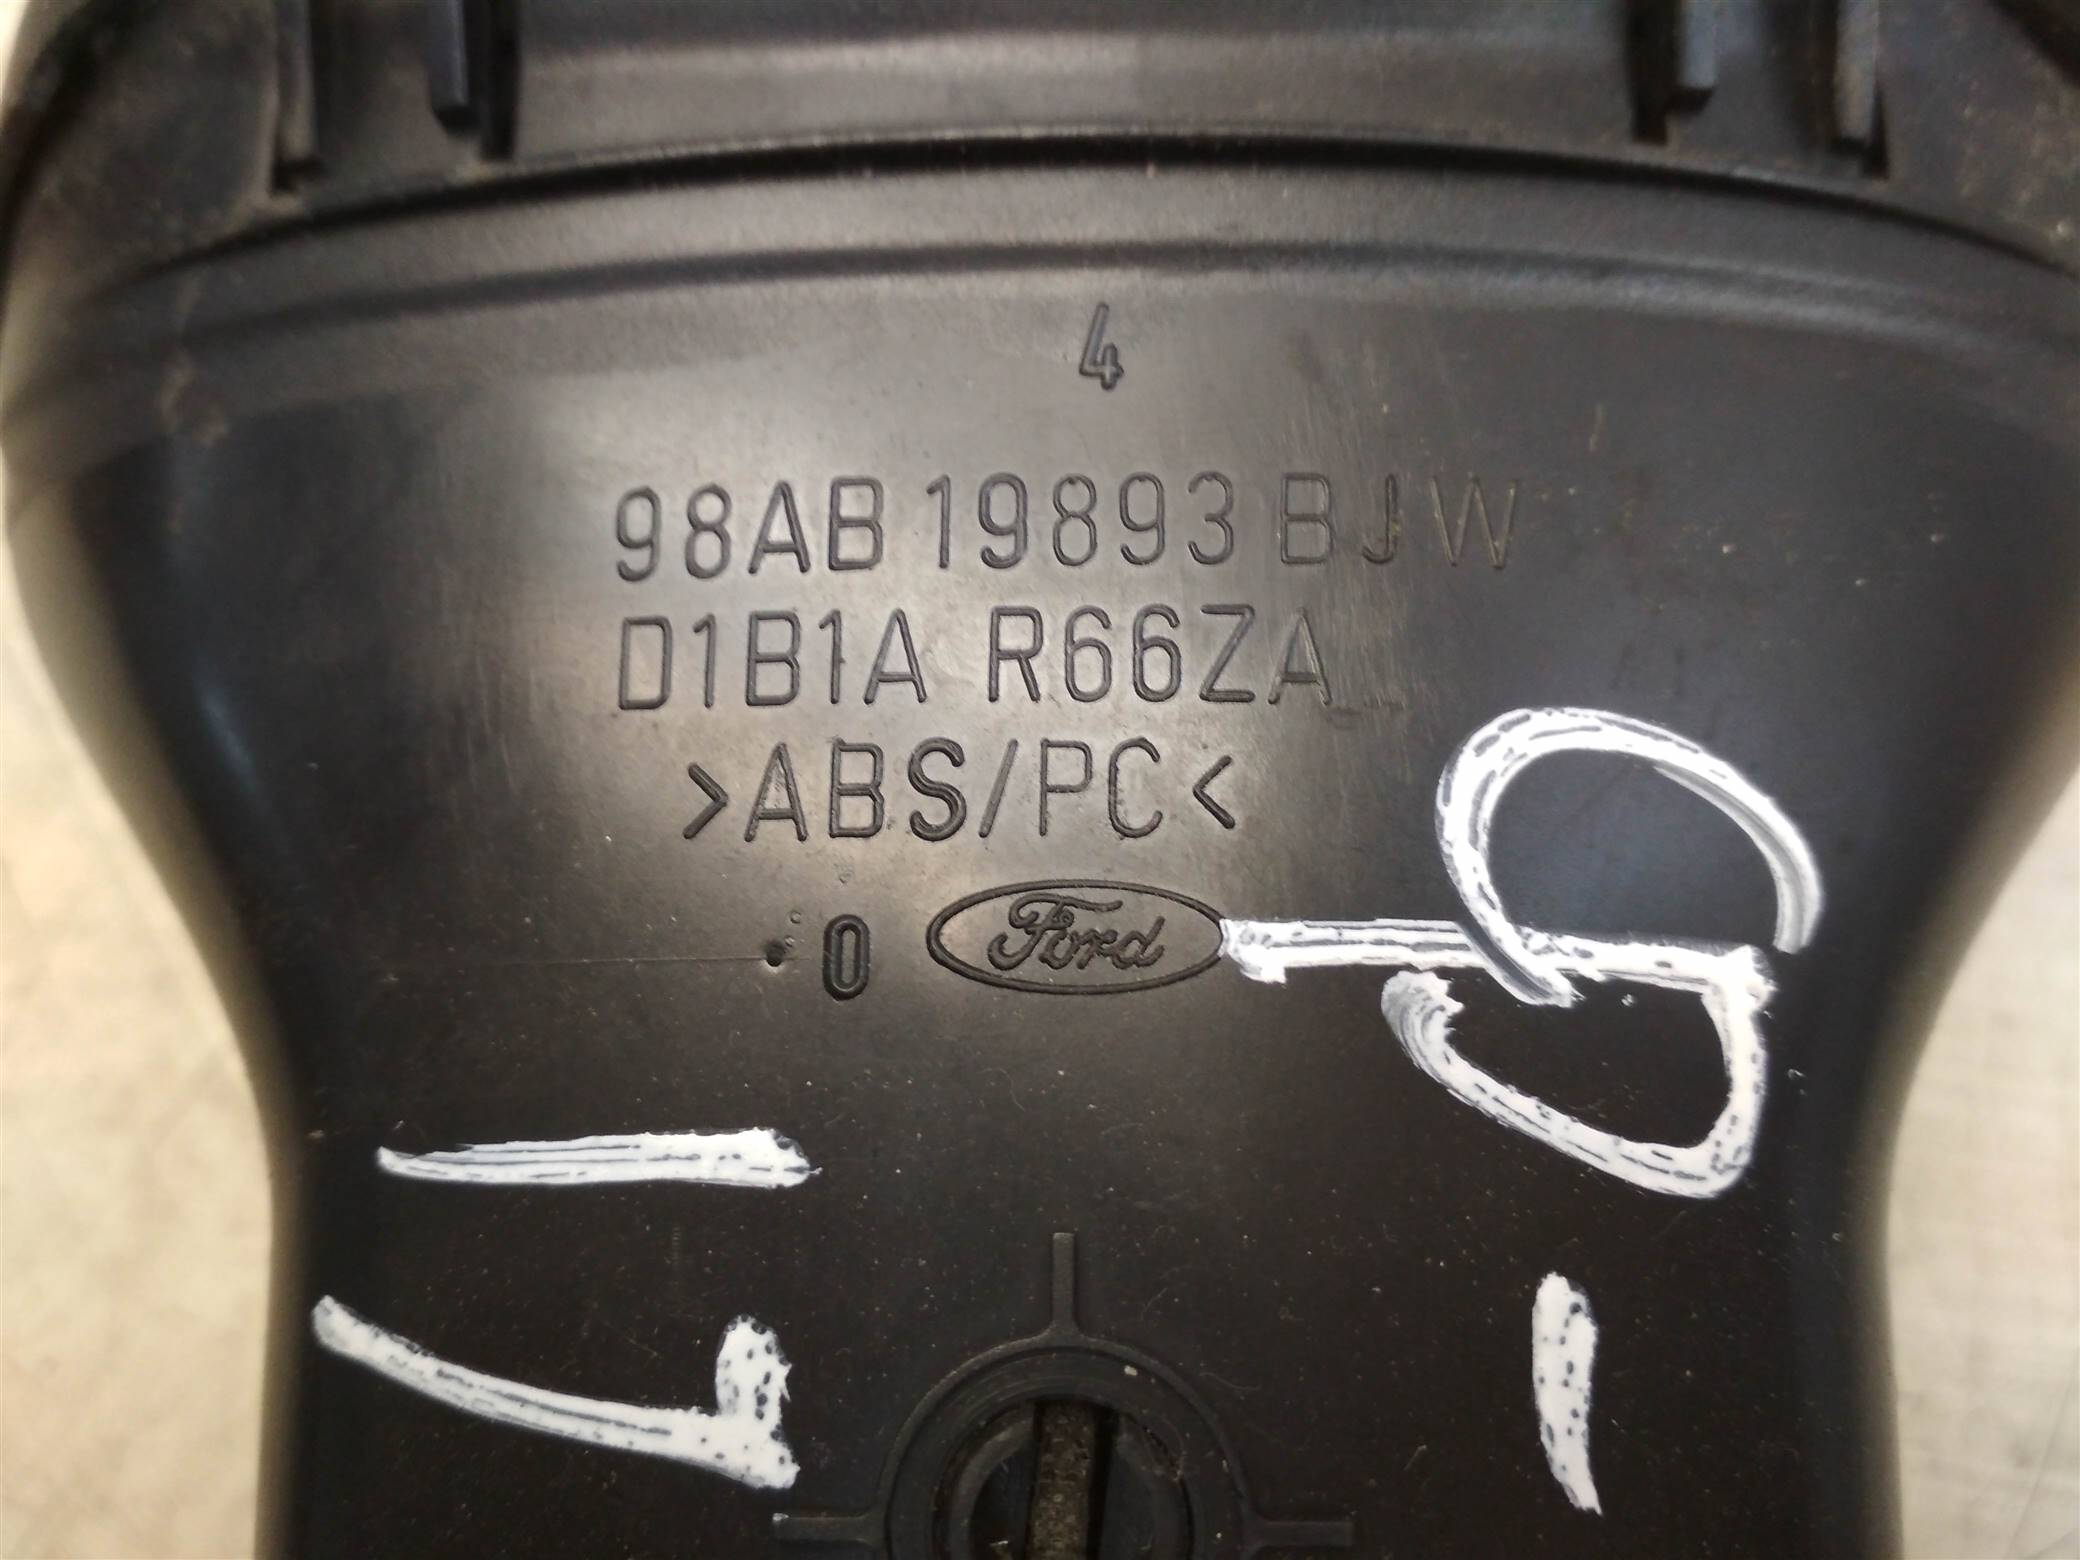 4
98AB 19893 BJW
D1B1A R66ZA
>ABS/PC<
0 Ford